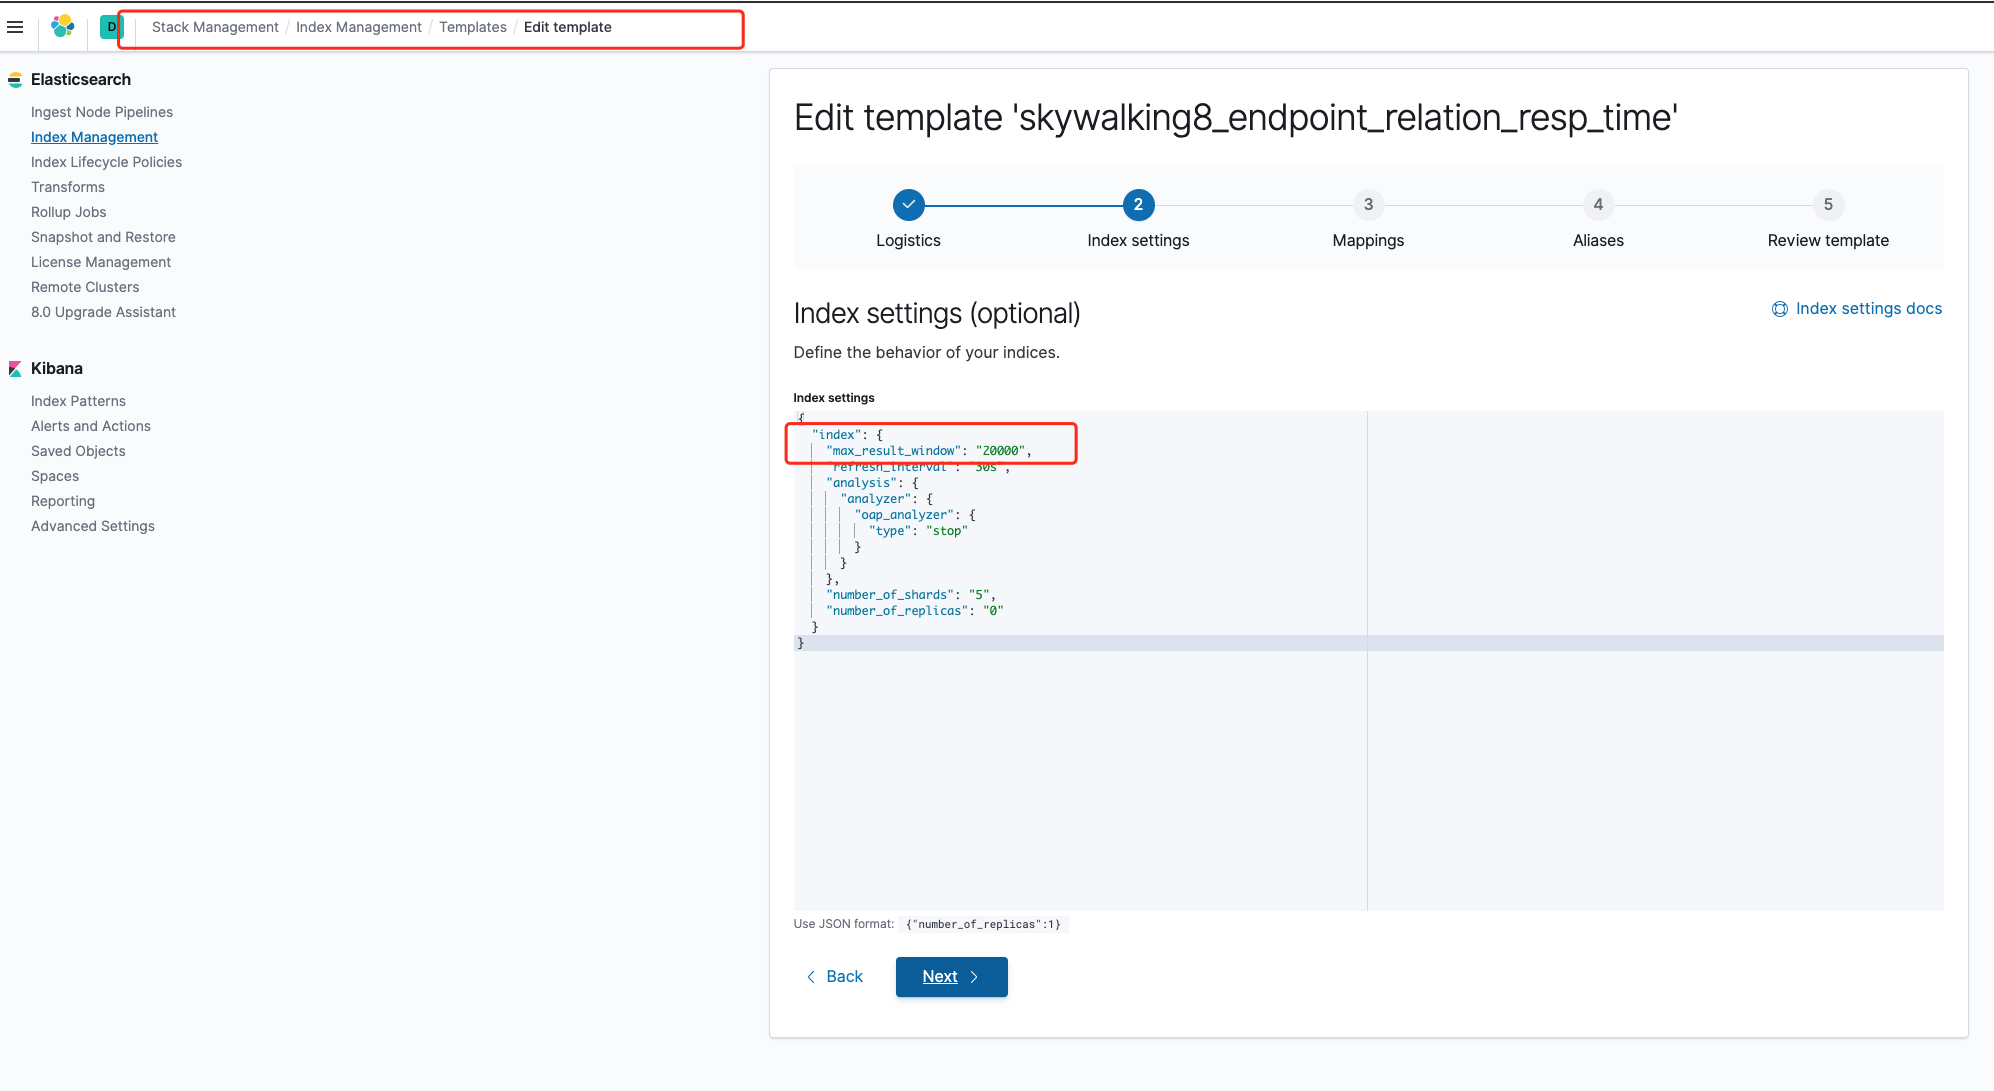 D Stack Management / Index Management / Templates / Edit template
Elasticsearch
Ingest Node Pipelines
Index Management
Index Lifecycle Policies
Transforms
Rollup Jobs
Snapshot and Restore
License Management
Remote Clusters
8.0 Upgrade Assistant
Kibana
Index Patterns
Alerts and Actions
Saved Objects
Spaces
Reporting
Advanced Settings
Edit template 'skywalking8_endpoint_relation_resp_time'
2 3 4 5
Logistics Index settings Mappings Aliases Review template
Index settings (optional)
Index settings docs
Define the behavior of your indices.
Index settings
{
"index": {
"max_result_window": "20000",
"refresh_interval": "30s",
"analysis": {
"analyzer": {
"oap_analyzer": {
"type": "stop"
}
}
},
"number_of_shards": "5",
"number_of_replicas": "0"
}
}
Use JSON format: {"number_of_replicas":1}
Back Next